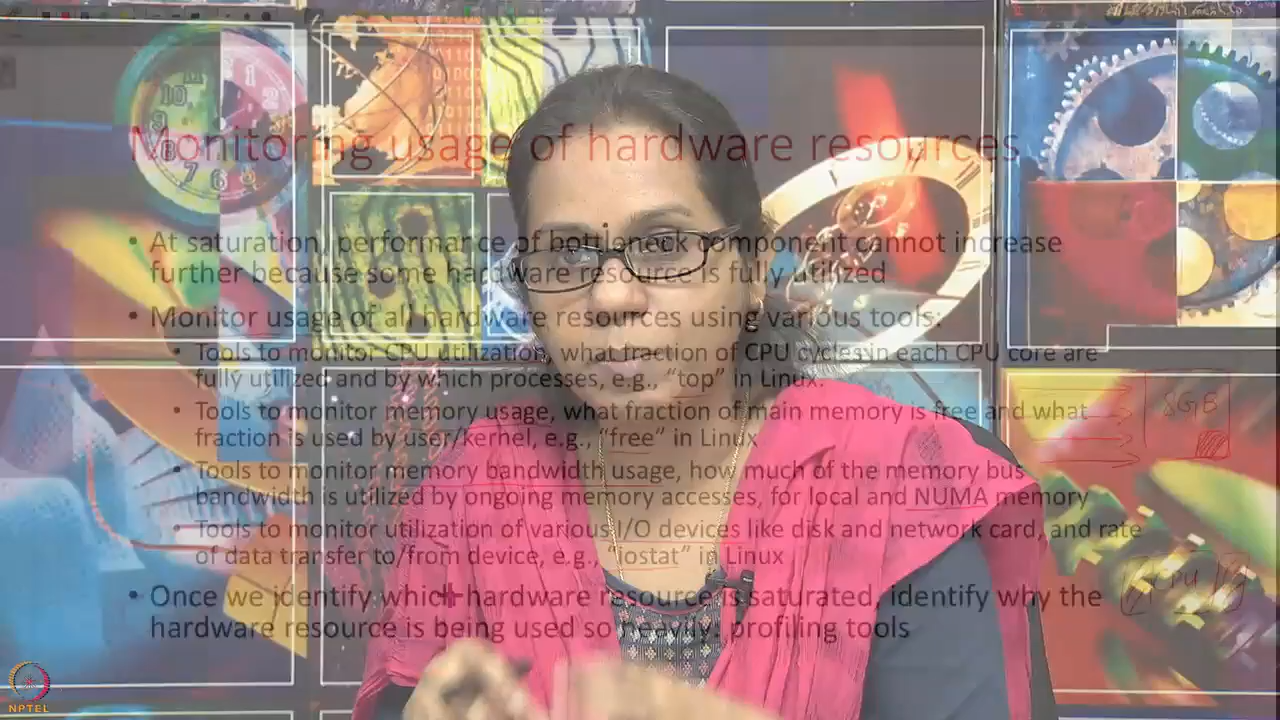 Monitoring usage of hardware resources
• At saturation, performance of bottleneck component cannot increase
further because some hardware resource is fully utilized
• Monitor usage of all hardware resources using various tools:
• Tools to monitor CPU utilization, what fraction of CPU cycles in each CPU core are
fully utilized and by which processes, e.g., “top” in Linux.
• Tools to monitor memory usage, what fraction of main memory is free and what
fraction is used by user/kernel, e.g., “free” in Linux
• Tools to monitor memory bandwidth usage, how much of the memory bus
bandwidth is utilized by ongoing memory accesses, for local and NUMA memory
• Tools to monitor utilization of various I/O devices like disk and network card, and rate
of data transfer to/from device, e.g., “iostat” in Linux
• Once we identify which hardware resource is saturated, identify why the
hardware resource is being used so heavily: profiling tools
8GB
CPU
NPTEL